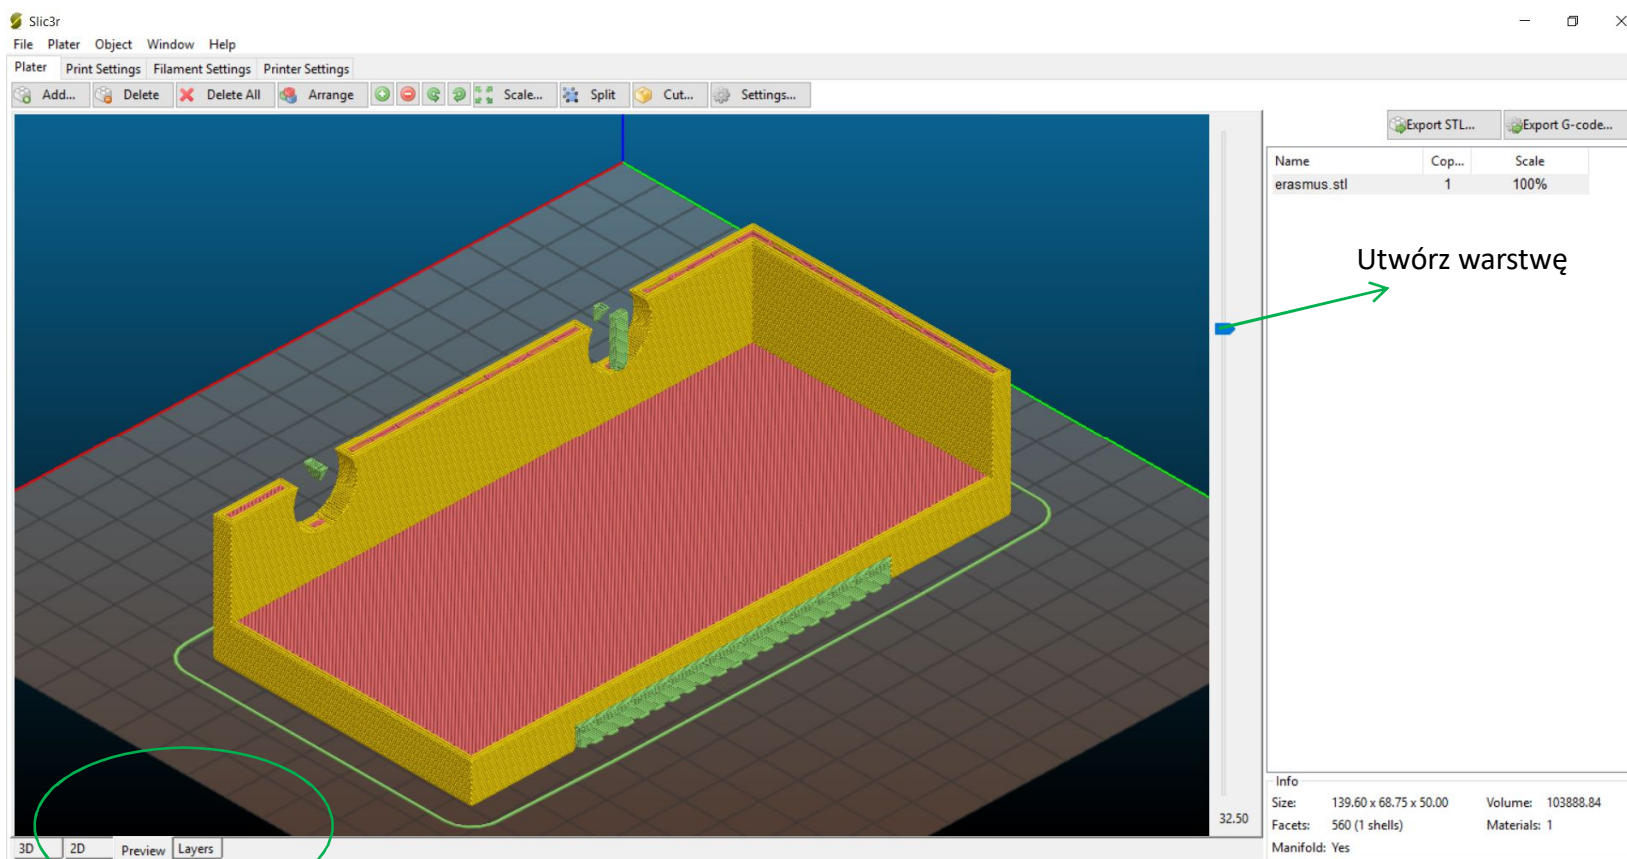 Slic3r
File Plater Object Window Help
Plater Print Settings Filament Settings Printer Settings
Add... Delete Delete All Arrange Scale... Split Cut... Settings...
Export STL... Export G-code...
Name Cop... Scale
erasmus.stl 1 100%
Utwórz warstwę
Info
Size: 139.60 x 68.75 x 50.00 Volume: 103888.84
32.50
Facets: 560 (1 shells) Materials: 1
Manifold: Yes
3D 2D Preview Layers